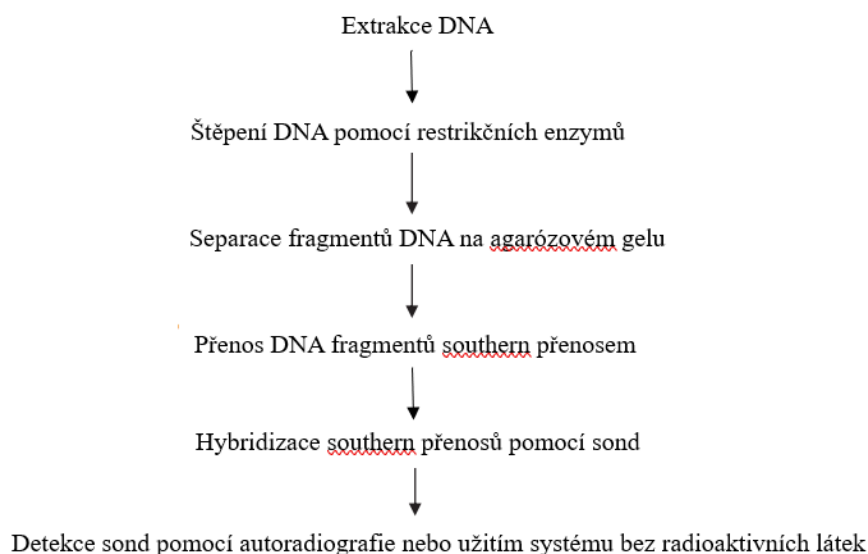 Extrakce DNA
Štěpení DNA pomocí restrikčních enzymů
Separace fragmentů DNA na agarózovém gelu
Přenos DNA fragmentů southern přenosem
Hybridizace southern přenosů pomocí sond
Detekce sond pomocí autoradiografie nebo užitím systému bez radioaktivních látek